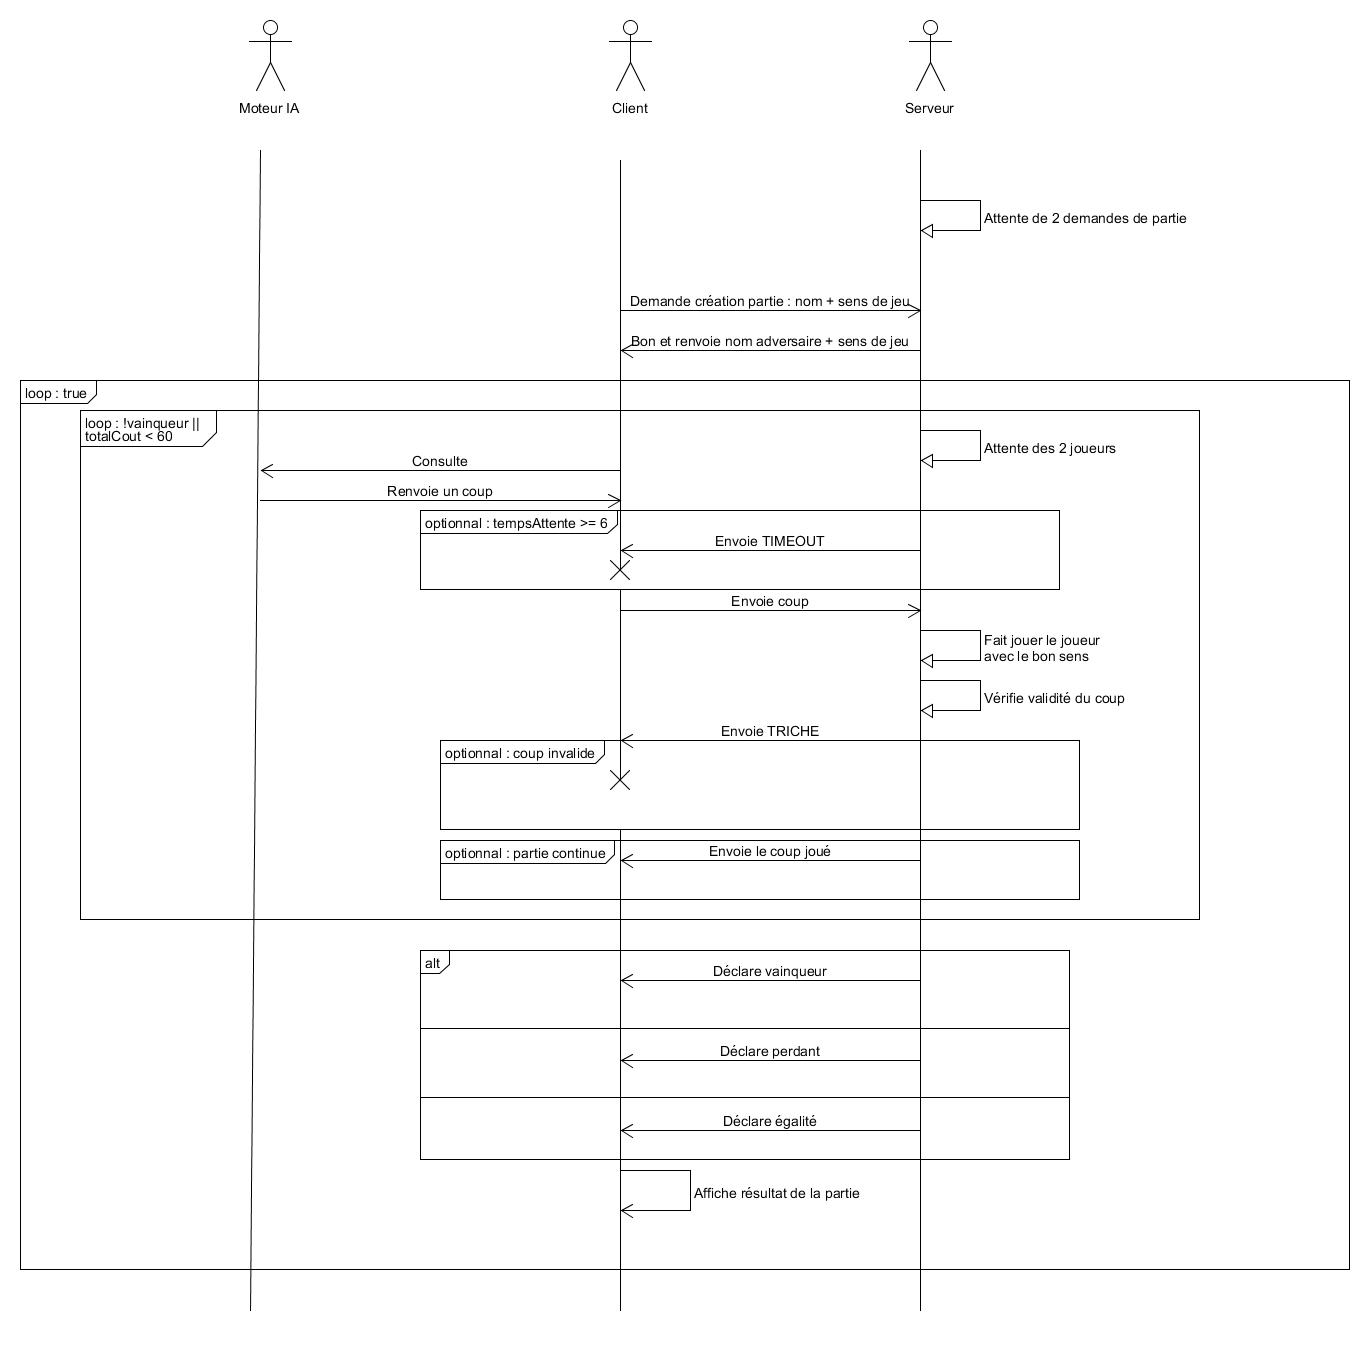 Moteur IA
Client
Serveur
Attente de 2 demandes de partie
Demande création partie : nom + sens de jeu
Bon et renvoie nom adversaire + sens de jeu
loop : true
loop : !vainqueur ||
totalCout < 60
Attente des 2 joueurs
Consulte
Renvoie un coup
optionnal : tempsAttente >= 6
Envoie TIMEOUT
Envoie coup
Fait jouer le joueur
avec le bon sens
Vérifie validité du coup
Envoie TRICHE
optionnal : coup invalide
optionnal : partie continue
Envoie le coup joué
alt
Déclare vainqueur
Déclare perdant
Déclare égalité
Affiche résultat de la partie